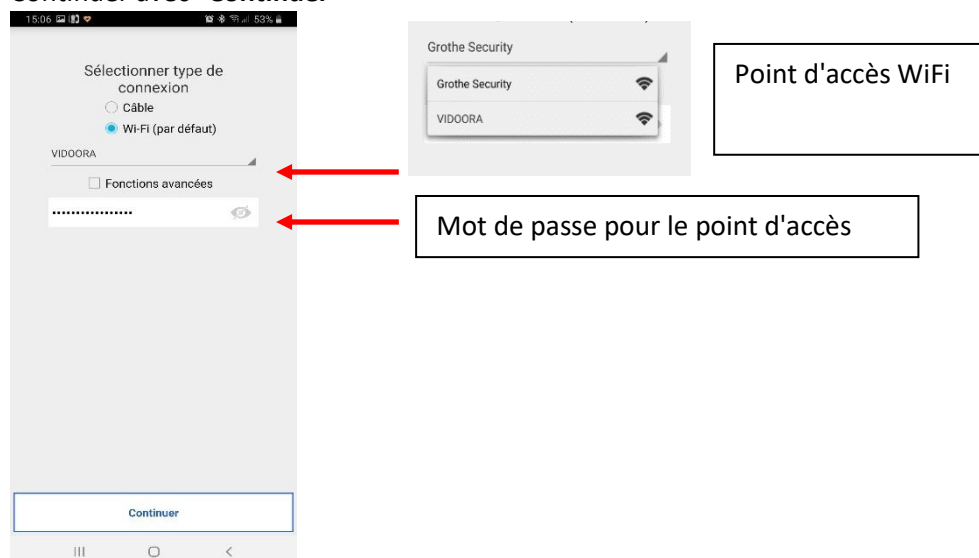 15:06 53%
Sélectionner type de
connexion
Câble
Wi-Fi (par défaut)
VIDOORA
Fonctions avancées
•••••••••••••••••
Continuer
Grothe Security
Grothe Security
VIDOORA
Point d'accès WiFi
Mot de passe pour le point d'accès